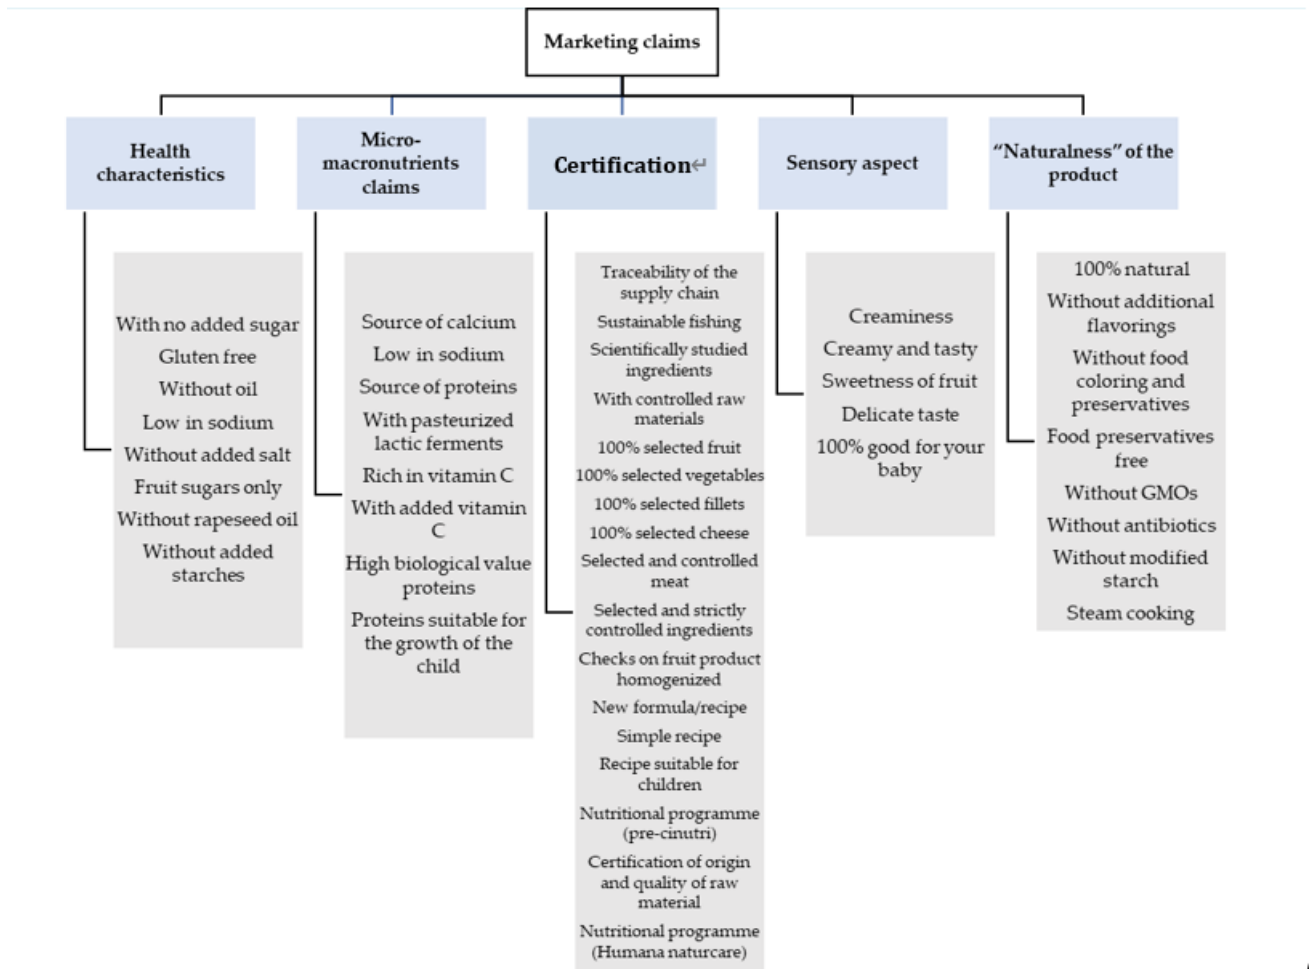 Marketing claims
Health
characteristics
Micro-
macronutrients
claims
Certification↵
Sensory aspect
“Naturalness” of the
product
With no added sugar
Gluten free
Without oil
Low in sodium
Without added salt
Fruit sugars only
Without rapeseed oil
Without added
starches
Source of calcium
Low in sodium
Source of proteins
With pasteurized
lactic ferments
Rich in vitamin C
With added vitamin
C
High biological value
proteins
Proteins suitable for
the growth of the
child
Traceability of the
supply chain
Sustainable fishing
Scientifically studied
ingredients
With controlled raw
materials
100% selected fruit
100% selected vegetables
100% selected fillets
100% selected cheese
Selected and controlled
meat
Selected and strictly
controlled ingredients
Checks on fruit product
homogenized
New formula/recipe
Simple recipe
Recipe suitable for
children
Nutritional programme
(pre-cinutri)
Certification of origin
and quality of raw
material
Nutritional programme
(Humana naturcare)
Creaminess
Creamy and tasty
Sweetness of fruit
Delicate taste
100% good for your
baby
100% natural
Without additional
flavorings
Without food
coloring and
preservatives
Food preservatives
free
Without GMOs
Without antibiotics
Without modified
starch
Steam cooking